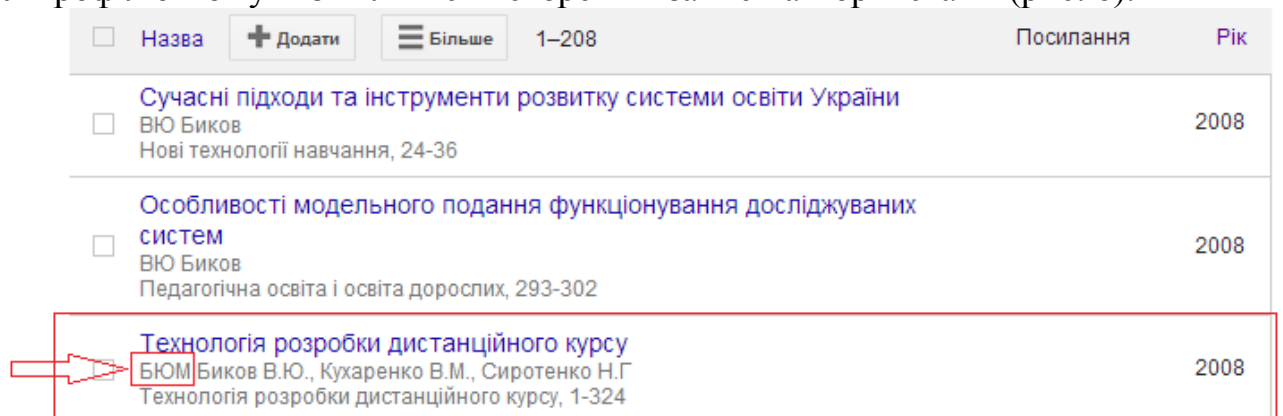 Назва Додати Більше 1–208 Посилання Рік
Сучасні підходи та інструменти розвитку системи освіти України
ВЮ Биков 2008
Нові технології навчання, 24-36
Особливості модельного подання функціонування досліджуваних
систем 2008
ВЮ Биков
Педагогічна освіта і освіта дорослих, 293-302
Технологія розробки дистанційного курсу
БЮМ Биков В.Ю., Кухаренко В.М., Сиротенко Н.Г 2008
Технологія розробки дистанційного курсу, 1-324